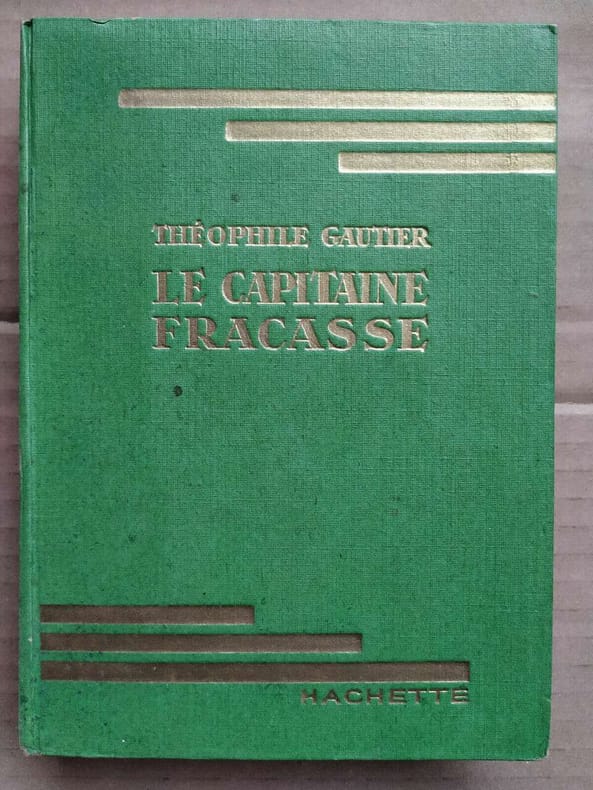 THÉOPHILE GAUTIER
LE CAPITAINE
FRACASSE
HACHETTE